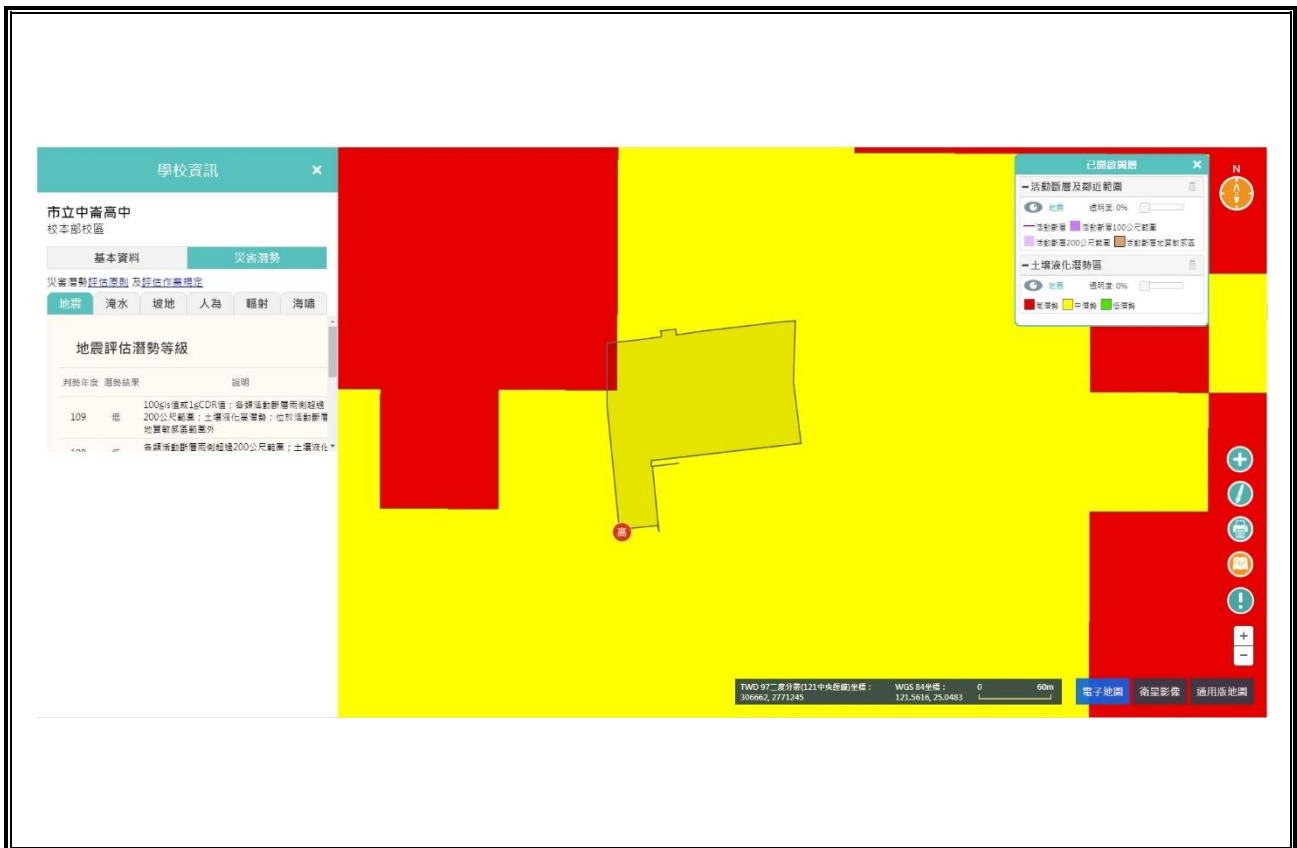 學校資訊 ×
市立中崙高中
校本部校區
基本資料 災害潛勢
災害潛勢評估原則 及評估作業規定
地震 淹水 坡地 人為 輻射 海嘯
地震評估潛勢等級
判勢年度 潛勢結果 說明
109 低
100gis值或1gCDR值；各類活動斷層兩側超過
200公尺範圍；土壤液化高潛勢；位於活動斷層
地質敏感區範圍外
各類活動斷層兩側超過200公尺範圍；土壤液化
高
已開啟圖層 ×
活動斷層及鄰近範圍
地震 透明度: 0%
活動斷層 活動斷層100公尺範圍
活動斷層200公尺範圍 活動斷層地質敏感區
土壤液化潛勢區
地震 透明度: 0%
高潛勢 中潛勢 低潛勢
N
+
−
TWD 97二度分帶(121中央經線)坐標：
306662, 2771245
WGS 84坐標：
121.5616, 25.0483
0 60m
電子地圖 衛星影像 通用版地圖